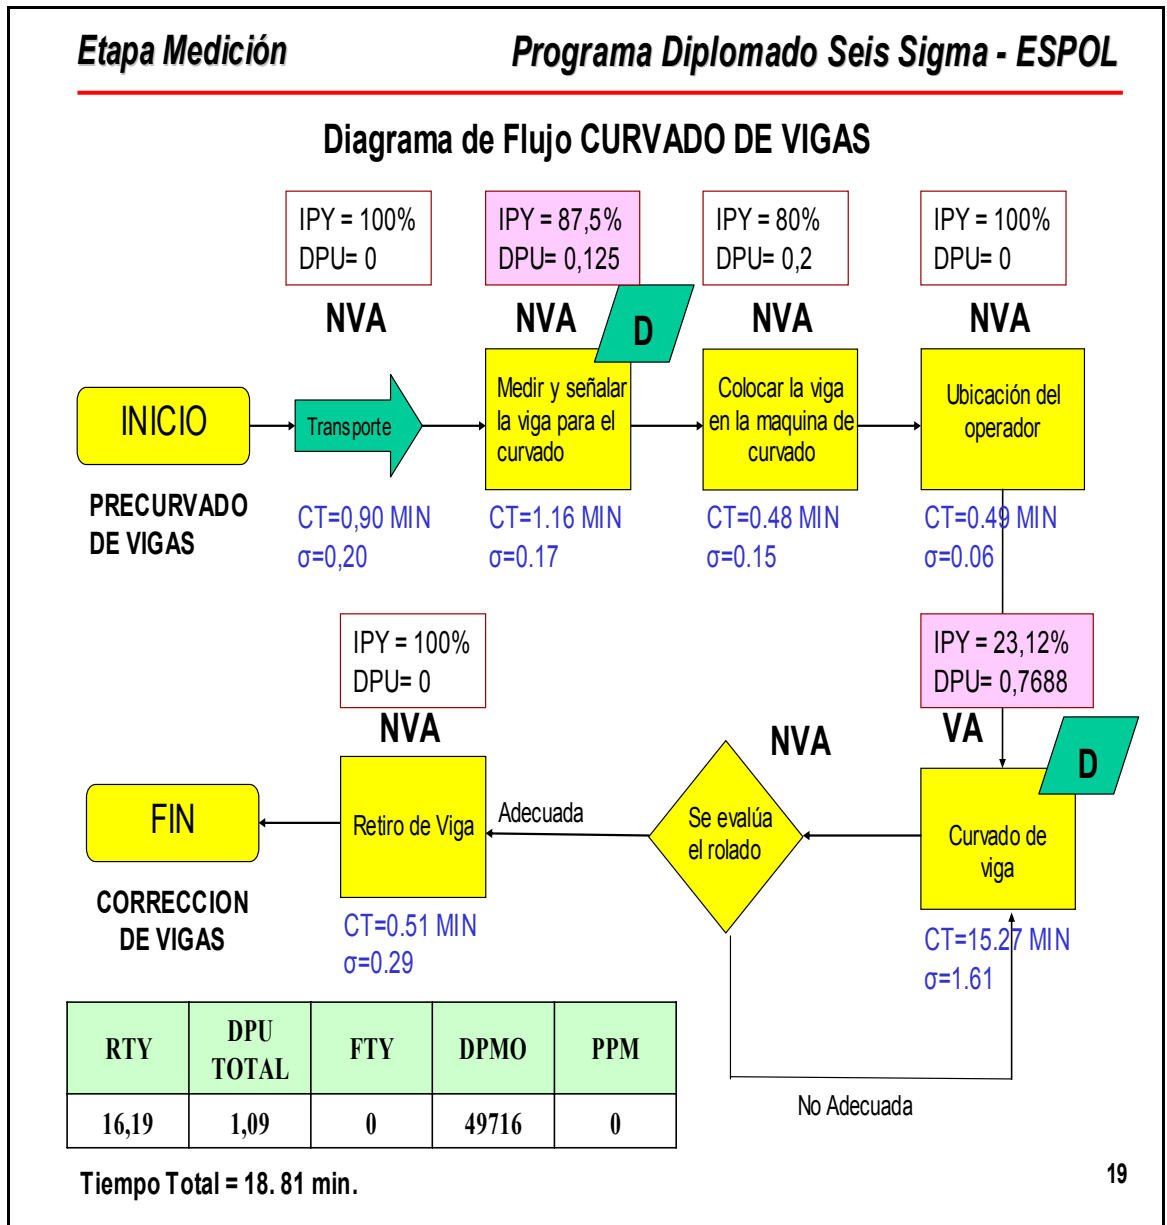 Etapa Medición
Programa Diplomado Seis Sigma - ESPOL
Diagrama de Flujo CURVADO DE VIGAS
IPY = 100%
DPU= 0
IPY = 87,5%
DPU= 0,125
IPY = 80%
DPU= 0,2
IPY = 100%
DPU= 0
NVA
NVA
D
NVA
NVA
INICIO
Transporte
Medir y señalar
la viga para el
curvado
Colocar la viga
en la maquina de
curvado
Ubicación del
operador
PRECURVADO
DE VIGAS
CT=0,90 MIN
σ=0,20
CT=1.16 MIN
σ=0.17
CT=0.48 MIN
σ=0.15
CT=0.49 MIN
σ=0.06
IPY = 100%
DPU= 0
IPY = 23,12%
DPU= 0,7688
NVA
NVA
VA
D
FIN
Retiro de Viga
Adecuada
Se evalúa
el rolado
Curvado de
viga
CORRECCION
DE VIGAS
CT=0.51 MIN
σ=0.29
CT=15.27 MIN
σ=1.61
No Adecuada
RTY
DPU
TOTAL
FTY
DPMO
PPM
16,19
1,09
0
49716
0
Tiempo Total = 18. 81 min.
19